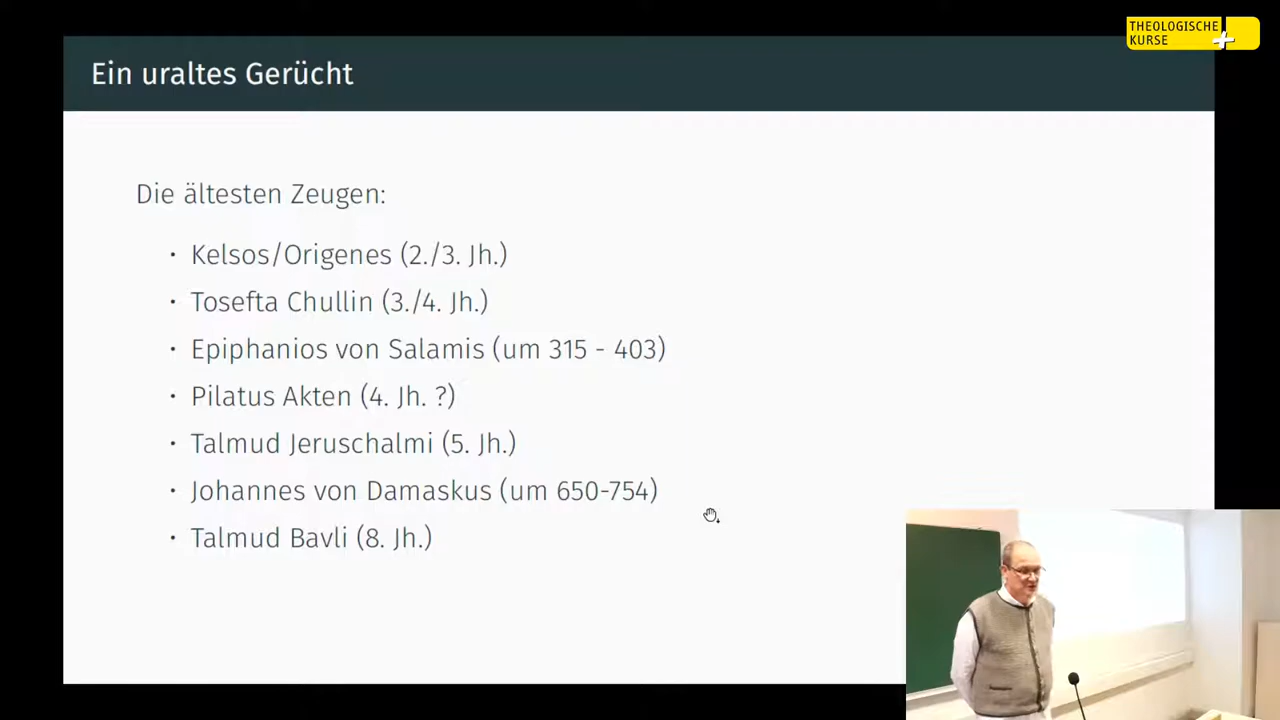 THEOLOGISCHE
KURSE
Ein uraltes Gerücht
Die ältesten Zeugen:
· Kelsos/Origenes (2./3. Jh.)
· Tosefta Chullin (3./4. Jh.)
· Epiphanios von Salamis (um 315 - 403)
· Pilatus Akten (4. Jh. ?)
· Talmud Jeruschalmi (5. Jh.)
· Johannes von Damaskus (um 650-754)
· Talmud Bavli (8. Jh.)